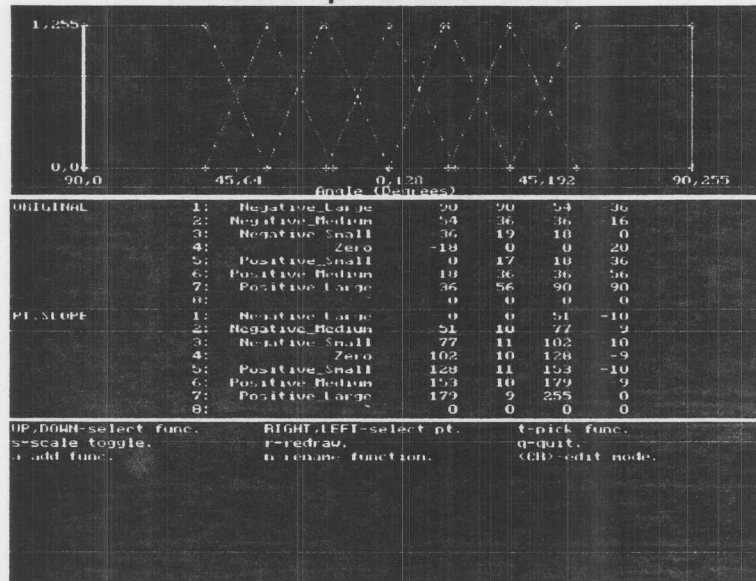 1,255
0,0
90,0 45,64 0,128 45,192 90,255
Angle (Degrees)
ORIGINAL 1: Negative_Large 90 90 54 -36
2: Negative_Medium 54 36 36 16
3: Negative_Small 36 19 18 0
4: Zero -18 0 0 20
5: Positive_Small 0 17 18 36
6: Positive_Medium 18 36 36 56
7: Positive_Large 36 56 90 90
8: 0 0 0 0
PT.SLOPE 1: Negative_Large 0 0 51 -10
2: Negative_Medium 51 10 77 9
3: Negative_Small 77 11 102 10
4: Zero 102 10 128 -9
5: Positive_Small 128 11 153 -10
6: Positive_Medium 153 10 179 -9
7: Positive_Large 179 9 255 0
8: 0 0 0 0
UP,DOWN-select func. RIGHT,LEFT-select pt. t-pick func.
s-scale toggle. r-redraw. q-quit.
a-add func. n-rename function. <CR>-edit mode.